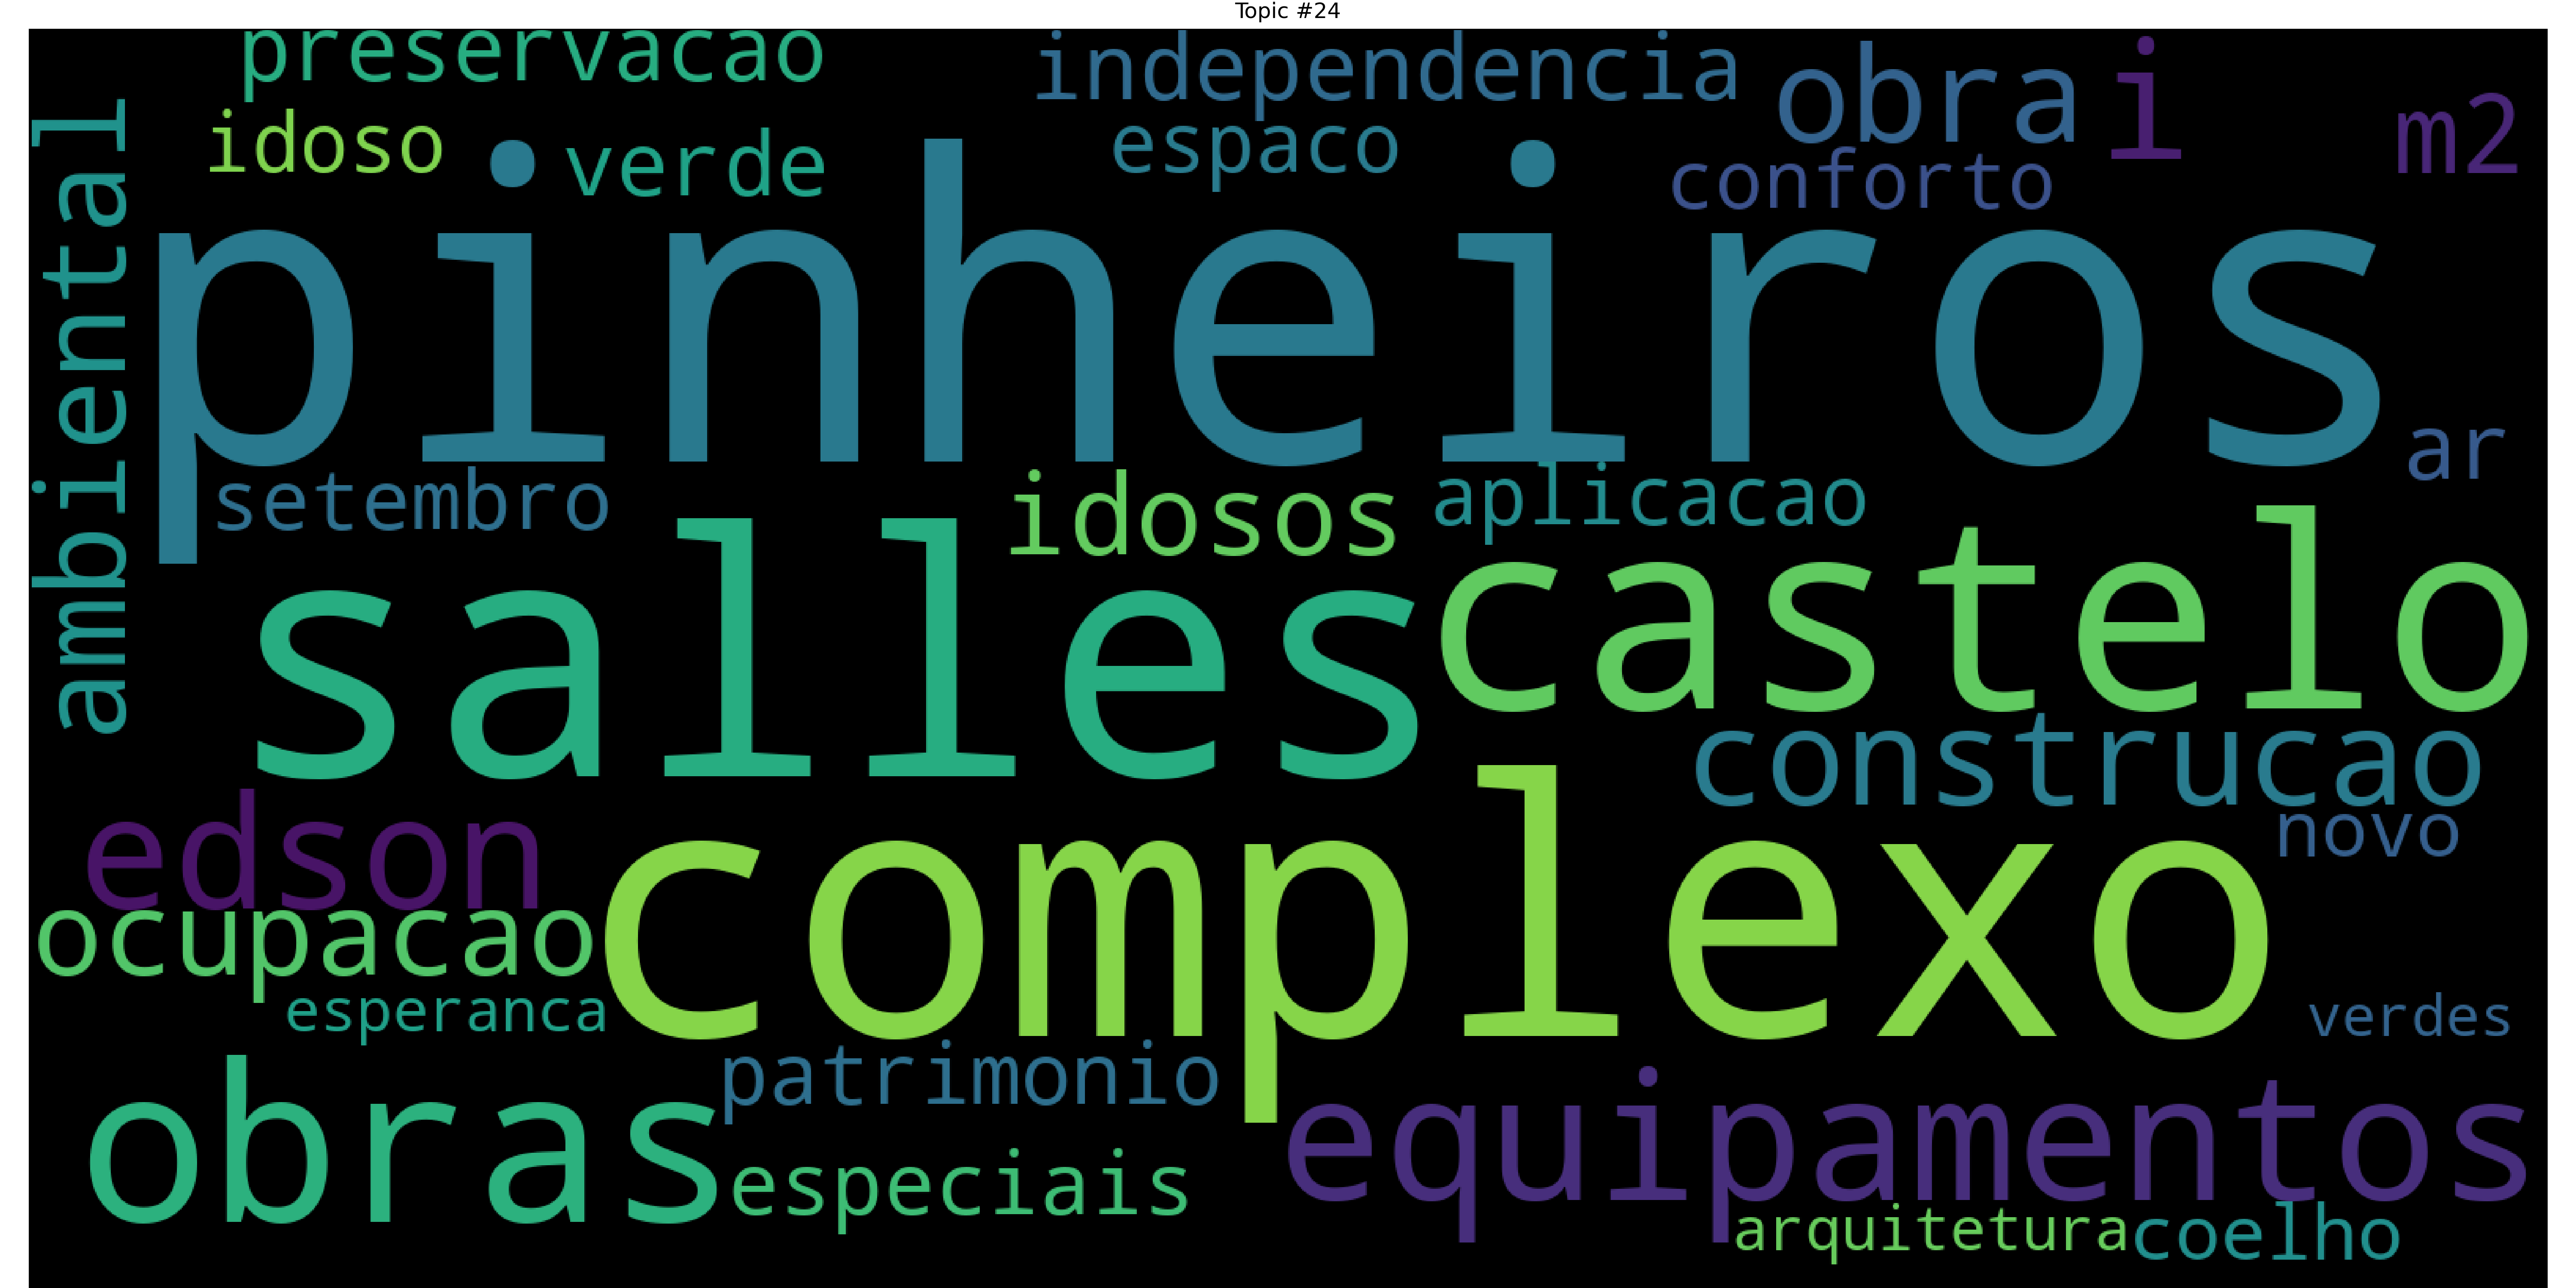 Topic #24
preservacao
independencia
obra
i
m2
idoso
verde
espaco
conforto
ambiental
pinheiros
ar
setembro
idosos
aplicacao
salles
castelo
construcao
edson
complexo
novo
ocupacao
esperanca
verdes
obras
patrimonio
equipamentos
especiais
arquitetura
coelho